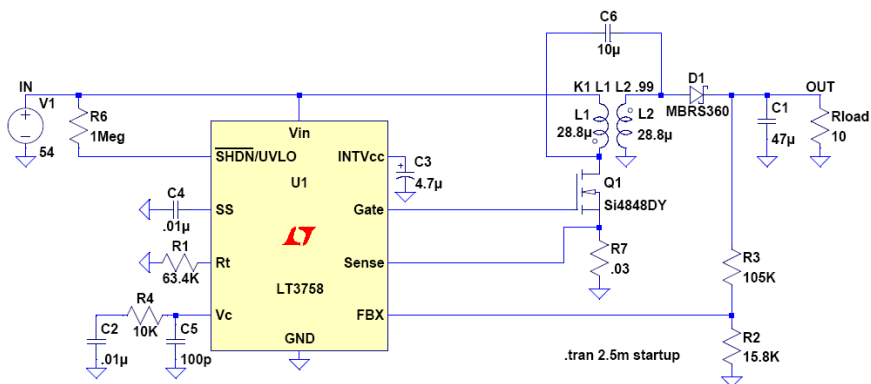 C6
10µ
IN
K1 L1 L2 .99
D1
OUT
V1
R6
1Meg
L1
28.8µ
L2
28.8µ
MBRS360
C1
47µ
Rload
10
54
Vin
SHDN/UVLO
INTVcc
C3
4.7µ
U1
Q1
Si4848DY
C4
.01µ
SS
Gate
R1
63.4K
Rt
Sense
R7
.03
R3
105K
LT3758
R4
10K
Vc
FBX
C2
.01µ
C5
100p
GND
.tran 2.5m startup
R2
15.8K